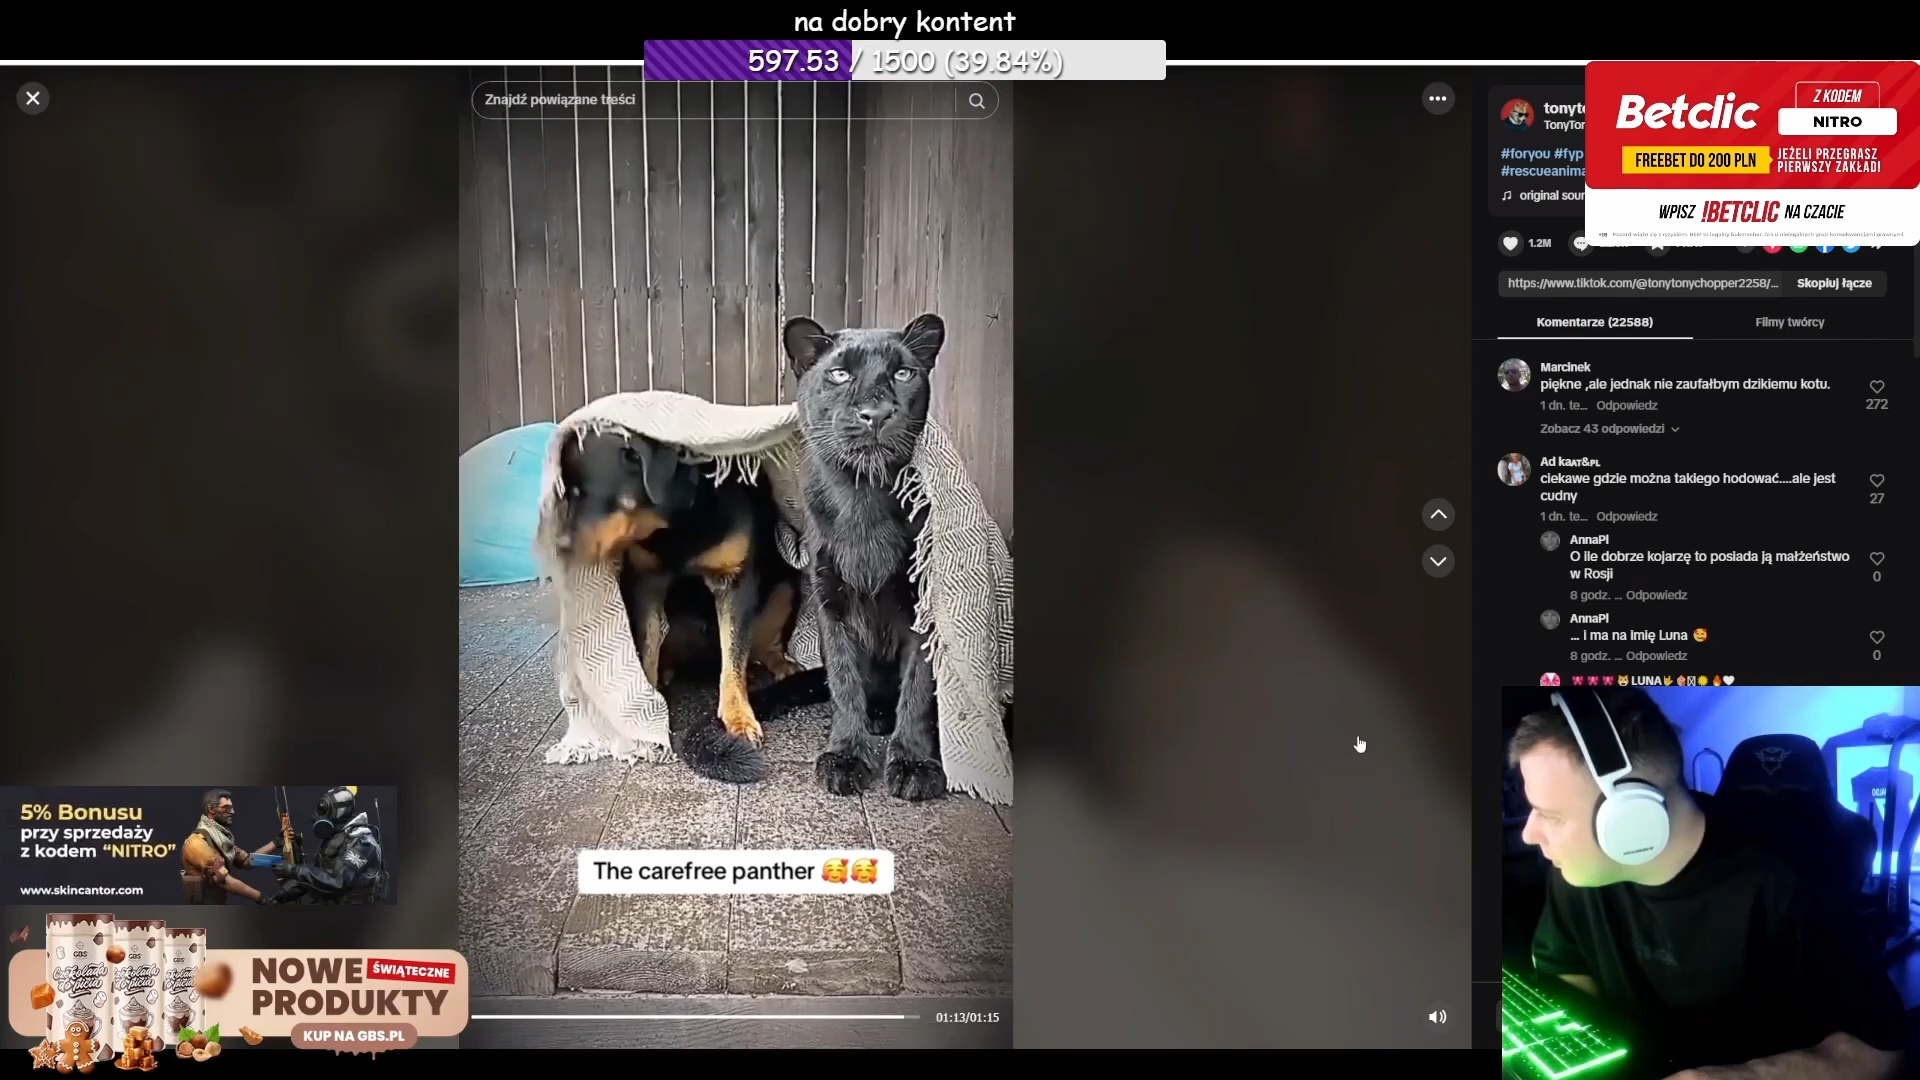 na dobry kontent
597.53 / 1500 (39.84%)
Znajdź powiązane treści
Betclic
Z KODEM
NITRO
FREEBET DO 200 PLN
JEŻELI PRZEGRASZ
PIERWSZY ZAKŁAD!
WPISZ !BETCLIC NA CZACIE
#foryou #fyp
original
1.2M
https://www.tiktok.com/@tonytonychopper2258/...
Skopiuj łącze
Komentarze (22588)
Filmy twórcy
Marcinek
piękne ,ale jednak nie zaufałbym dzikiemu kotu.
1 dn. te... Odpowiedz
272
Zobacz 43 odpowiedzi
Ad kaат&PL
ciekawe gdzie można takiego hodować....ale jest
cudny
27
1 dn. te... Odpowiedz
AnnaPl
O ile dobrze kojarzę to posiada ją małżeństwo
w Rosji
0
8 godz. ... Odpowiedz
AnnaPl
... i ma na imię Luna 🥰
0
8 godz. ... Odpowiedz
LUNA
The carefree panther 🥰🥰
01:13/01:15
5% Bonusu
przy sprzedaży
z kodem "NITRO"
www.skincantor.com
GBS
Czekolada
do picia
NOWE ŚWIĄTECZNE
PRODUKTY
KUP NA GBS.PL